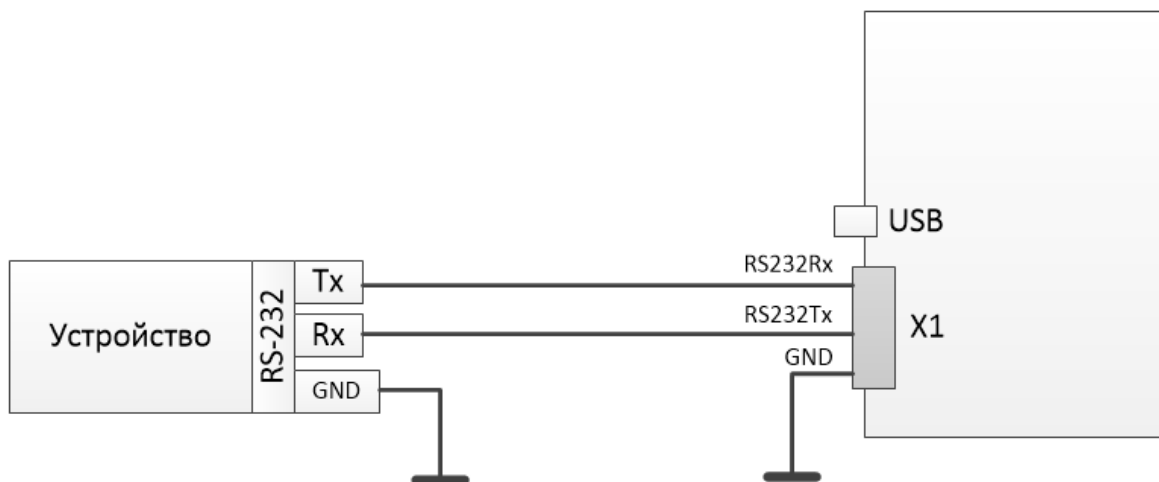 USB
RS232Rx
Tx
RS232Tx
X1
Устройство
RS-232
Rx
GND
GND